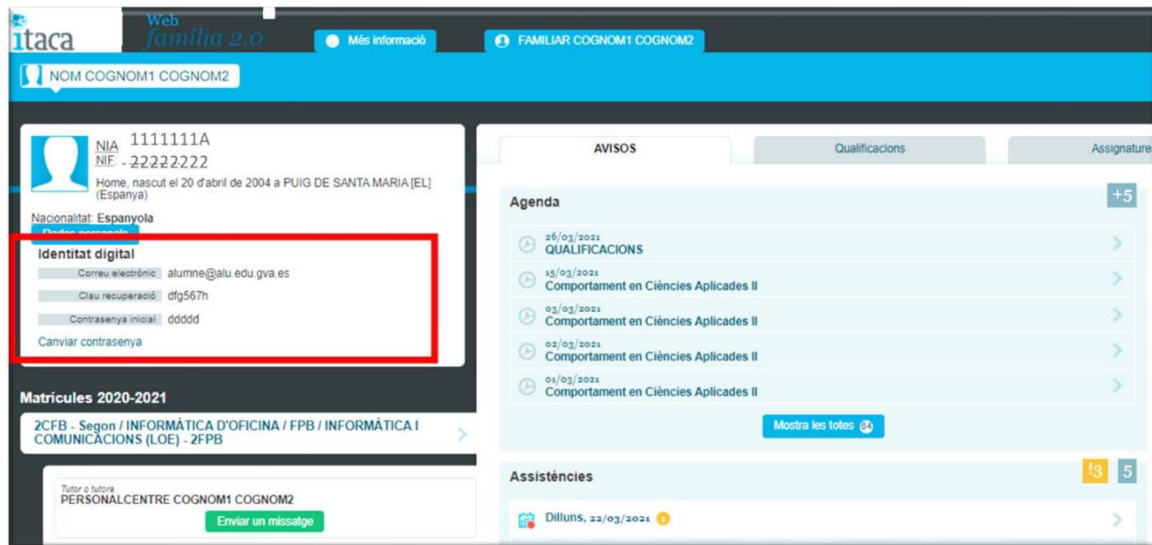 itaca
Web
família 2.0
Més informació
FAMILIAR COGNOM1 COGNOM2
NOM COGNOM1 COGNOM2
NIA 1111111A
NIF: - 22222222
Home, nascut el 20 d'abril de 2004 a PUIG DE SANTA MARIA [EL]
(Espanya)
Nacionalitat: Espanyola
Dades personals
Identitat digital
Correu electrònic alumne@alu.edu.gva.es
Clau recuperació dfg567h
Contrasenya inicial ddddd
Canviar contrasenya
Matrícules 2020-2021
2CFB - Segon / INFORMÀTICA D'OFICINA / FPB / INFORMÀTICA I
COMUNICACIONS (LOE) - 2FPB
Tutor o tutora
PERSONALCENTRE COGNOM1 COGNOM2
Enviar un missatge
AVISOS
Qualificacions
Assignatures
Agenda
+5
26/03/2021
QUALIFICACIONS
15/03/2021
Comportament en Ciències Aplicades II
03/03/2021
Comportament en Ciències Aplicades II
02/03/2021
Comportament en Ciències Aplicades II
01/03/2021
Comportament en Ciències Aplicades II
Mostra les totes 64
Assistències
!3 5
Dilluns, 22/03/2021 1